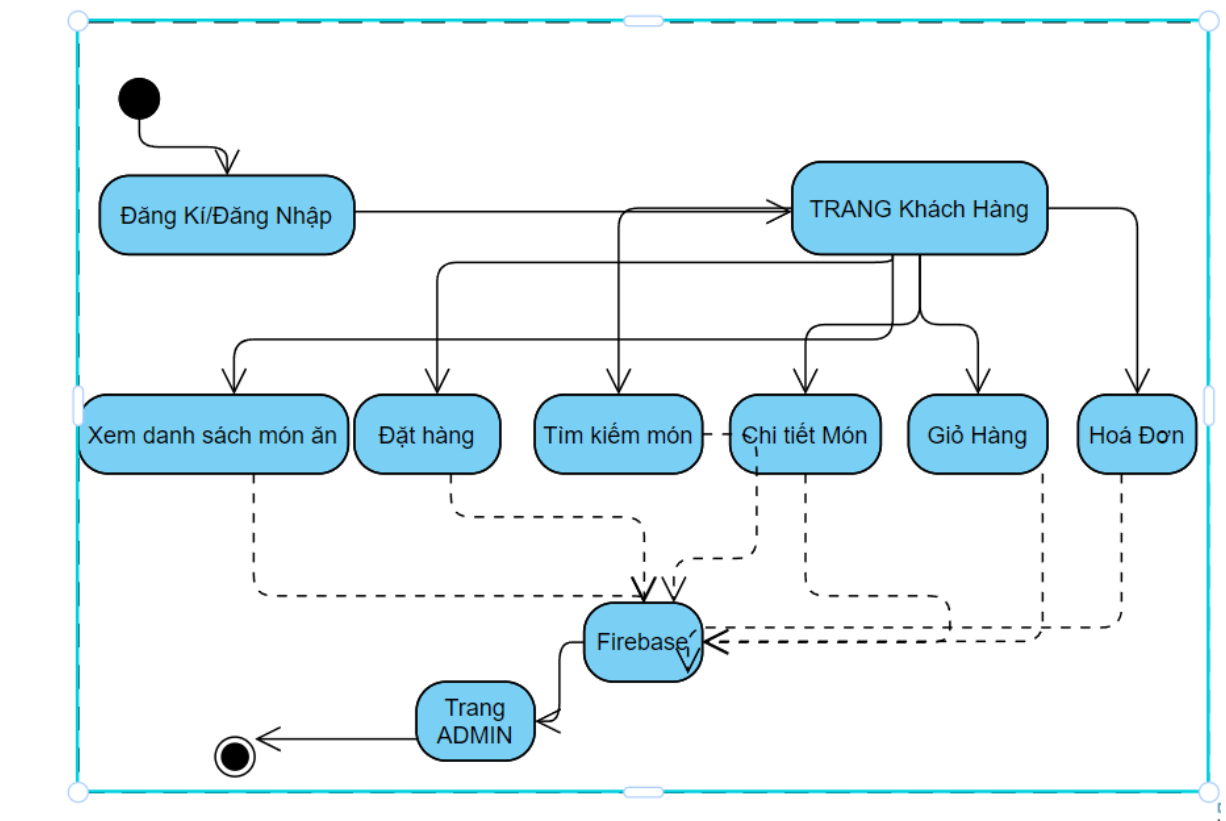 Đăng Kí/Đăng Nhập
TRANG Khách Hàng
Xem danh sách món ăn
Đặt hàng
Tìm kiếm món
Chi tiết Món
Giỏ Hàng
Hoá Đơn
Firebase
Trang
ADMIN